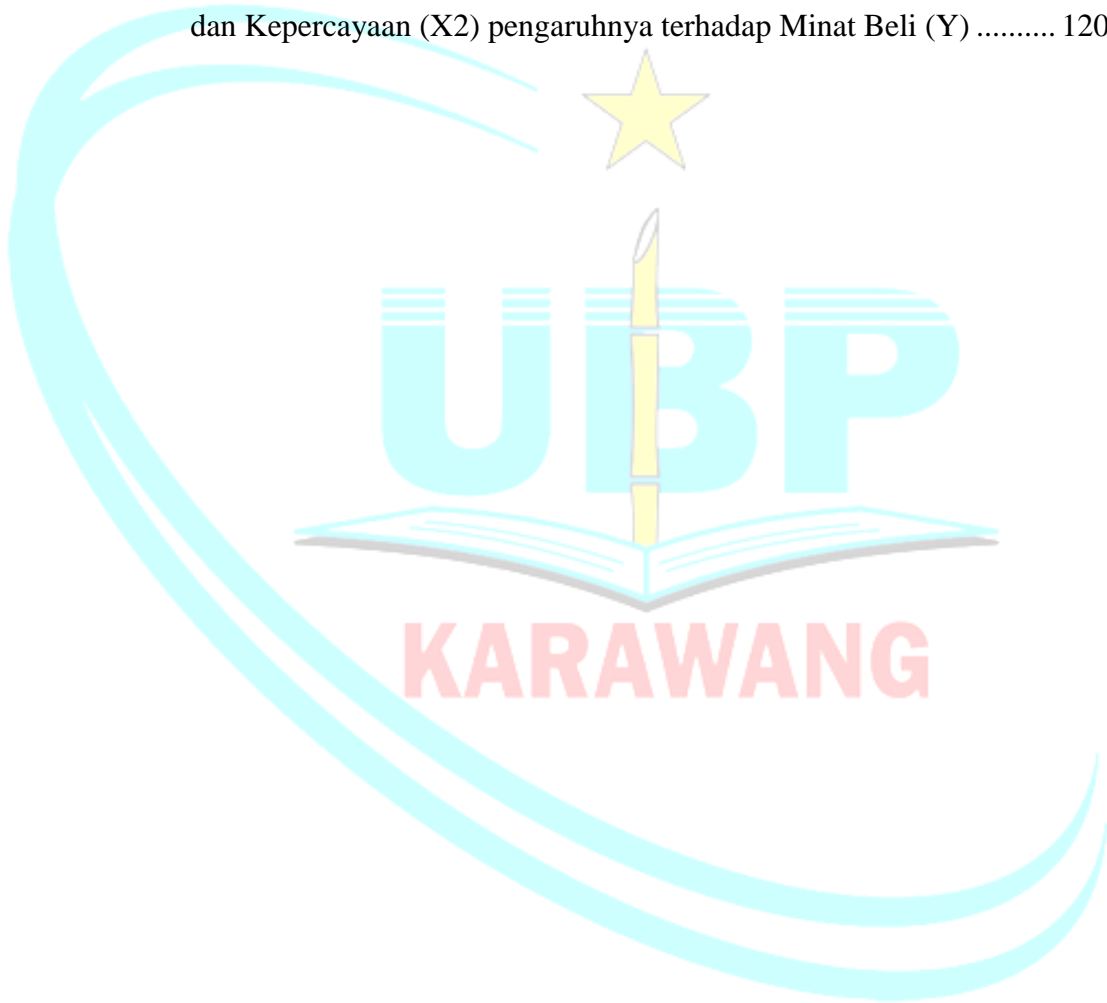 dan Kepercayaan (X2) pengaruhnya terhadap Minat Beli (Y) .......... 120
UBP
KARAWANG